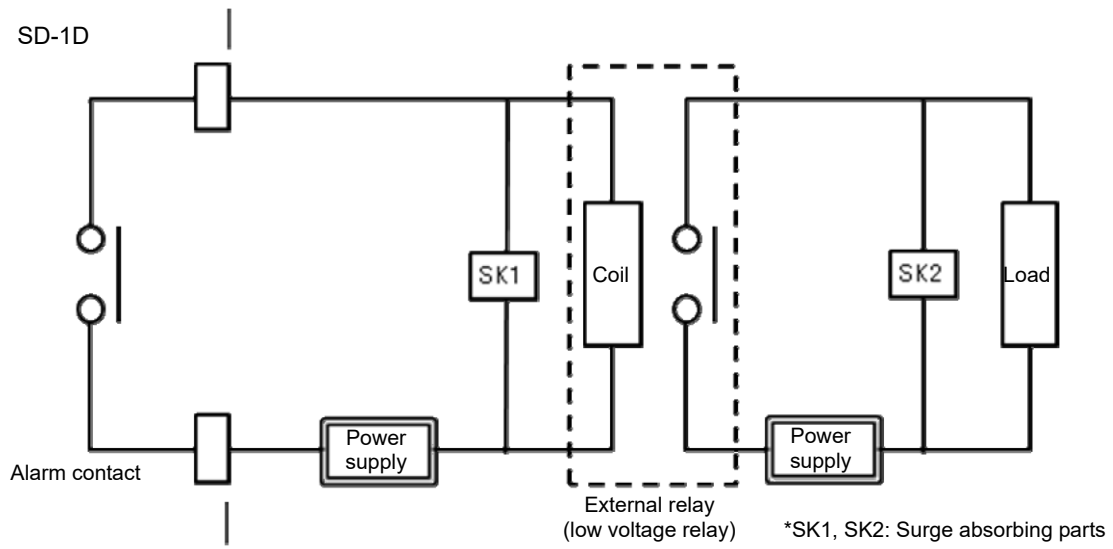 SD-1D
SK1
Coil
SK2
Load
Power
supply
Power
supply
Alarm contact
External relay
(low voltage relay)
*SK1, SK2: Surge absorbing parts